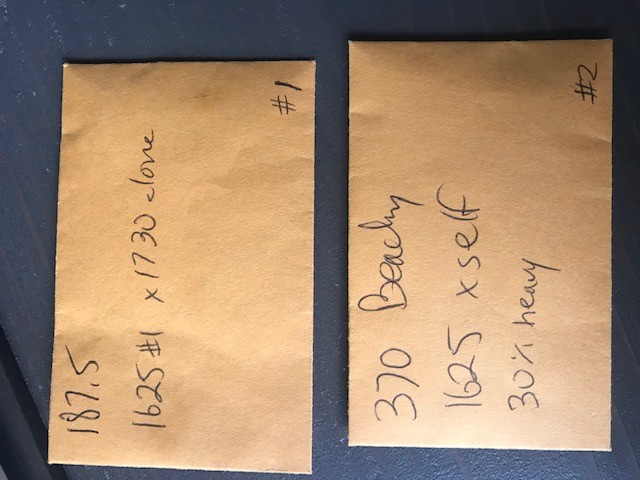 #1
187.5
1625 #1 x 1730 clone
#2
370 Beachy
1625 x self
30% heavy